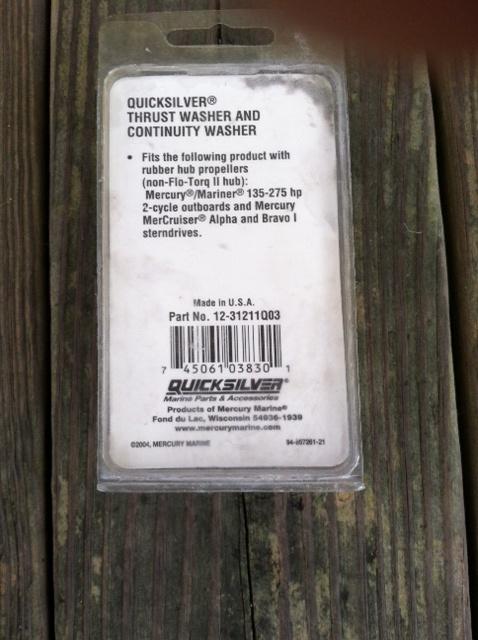 QUICKSILVER®
THRUST WASHER AND
CONTINUITY WASHER
• Fits the following product with
rubber hub propellers
(non-Flo-Torq II hub):
Mercury®/Mariner® 135-275 hp
2-cycle outboards and Mercury
MerCruiser® Alpha and Bravo I
sterndrives.
Made in U.S.A.
Part No. 12-31211Q03
7 45061 03830 1
QUICKSILVER®
Marine Parts & Accessories
Products of Mercury Marine®
Fond du Lac, Wisconsin 54936-1939
www.mercurymarine.com
©2004, MERCURY MARINE